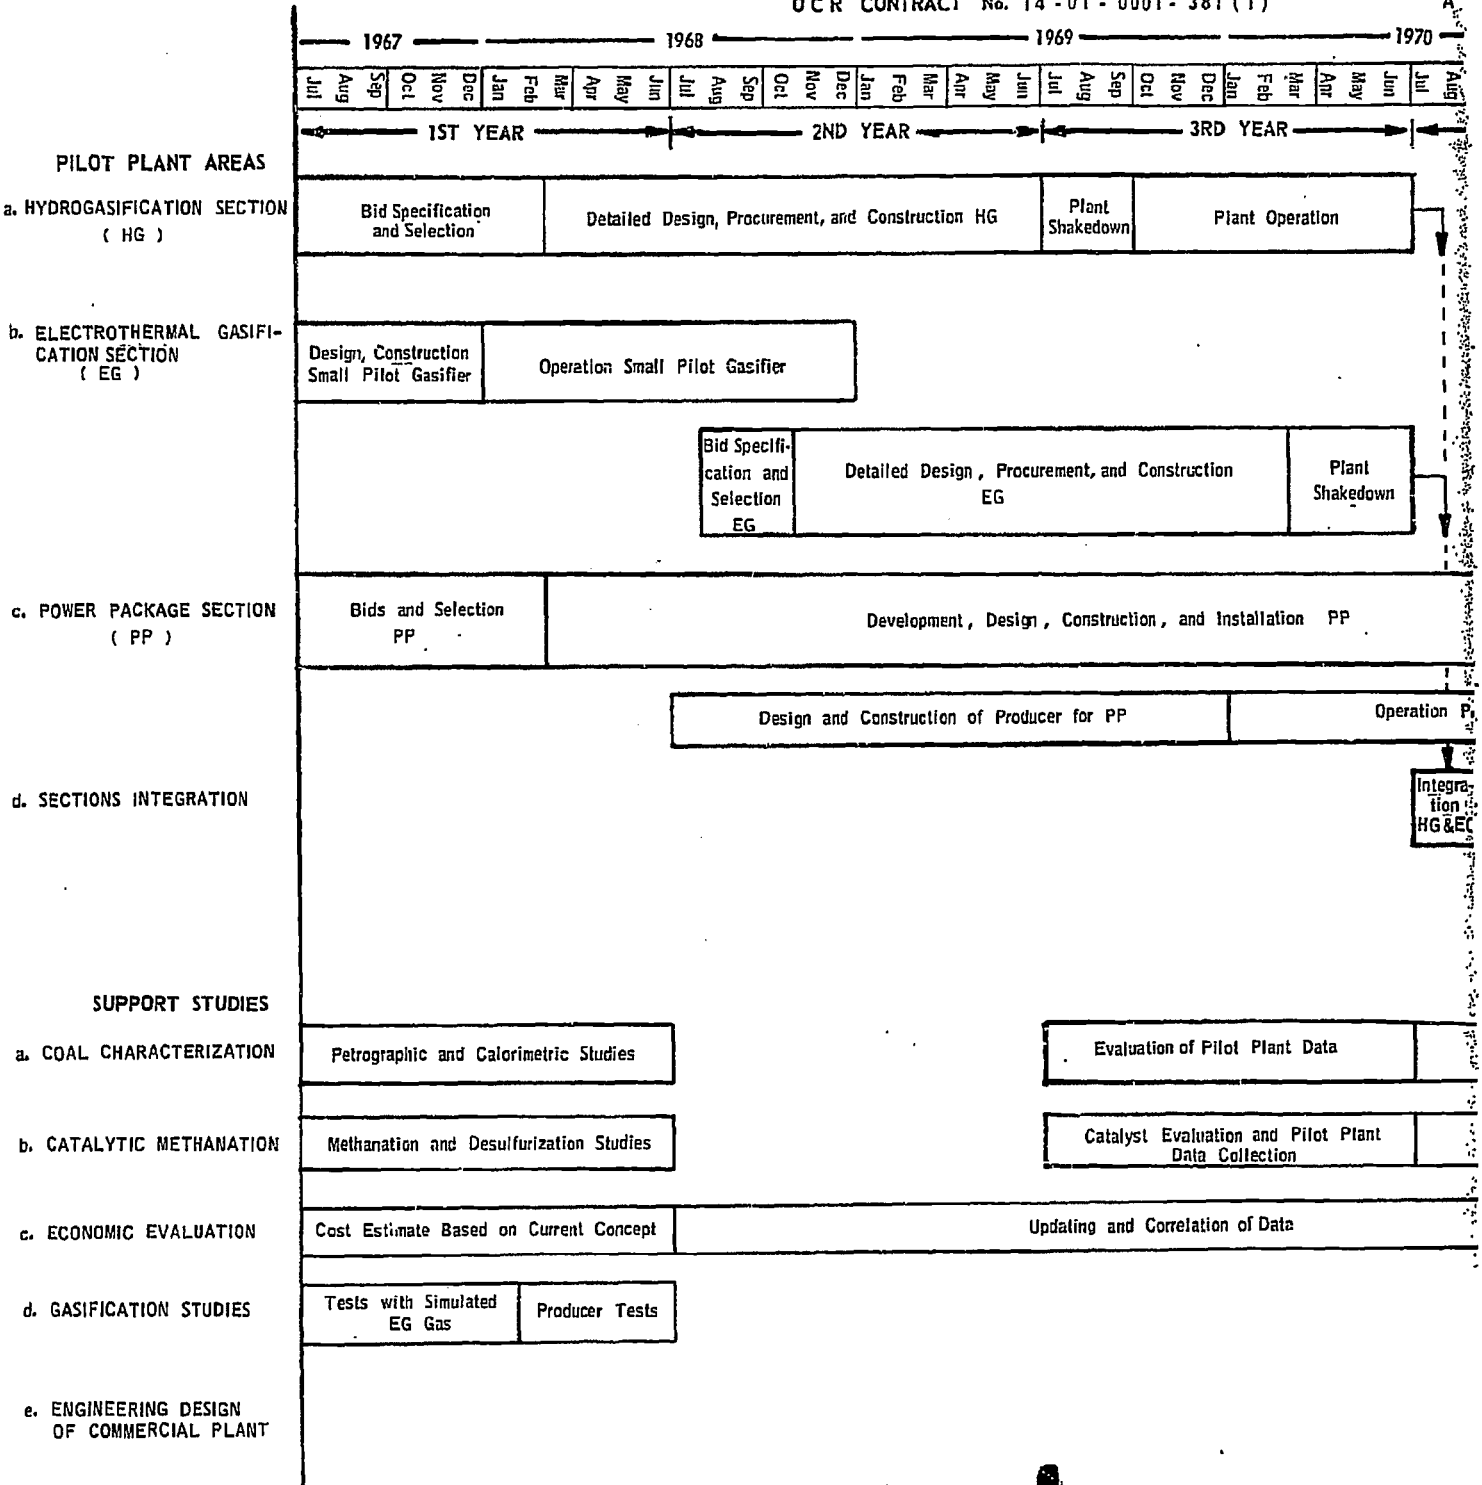 OCR CONTRACT No. 14-01-0001-381 (1)
1967 1968 1969 1970
Jul Aug Sep Oct Nov Dec Jan Feb Mar Apr May Jun Jul Aug Sep Oct Nov Dec Jan Feb Mar Apr May Jun Jul Aug Sep Oct Nov Dec Jan Feb Mar Apr May Jun Jul Aug
1ST YEAR 2ND YEAR 3RD YEAR
PILOT PLANT AREAS
a. HYDROGASIFICATION SECTION
( HG )
Bid Specification
and Selection
Detailed Design, Procurement, and Construction HG
Plant
Shakedown
Plant Operation
b. ELECTROTHERMAL GASIFI-
CATION SECTION
( EG )
Design, Construction
Small Pilot Gasifier
Operation Small Pilot Gasifier
Bid Specifi-
cation and
Selection
EG
Detailed Design, Procurement, and Construction
EG
Plant
Shakedown
c. POWER PACKAGE SECTION
( PP )
Bids and Selection
PP
Development, Design, Construction, and Installation PP
Design and Construction of Producer for PP
Operation P
d. SECTIONS INTEGRATION
Integra-
tion
HG&EG
SUPPORT STUDIES
a. COAL CHARACTERIZATION
Petrographic and Calorimetric Studies
Evaluation of Pilot Plant Data
b. CATALYTIC METHANATION
Methanation and Desulfurization Studies
Catalyst Evaluation and Pilot Plant
Data Collection
c. ECONOMIC EVALUATION
Cost Estimate Based on Current Concept
Updating and Correlation of Data
d. GASIFICATION STUDIES
Tests with Simulated
EG Gas
Producer Tests
e. ENGINEERING DESIGN
OF COMMERCIAL PLANT